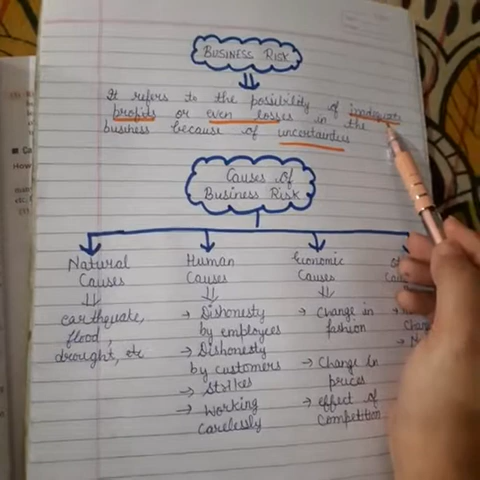 BUSINESS RISK
It refers to the possibility of inadequate
profits or even losses in the
business because of uncertainties
Causes of
Business Risk
Natural
Causes
earthquake,
flood,
drought, etc
Human
Causes
→ Dishonesty
by employees
→ Dishonesty
by customers
→ Strikes
→ Working
carelessly
Economic
Causes
→ Change in
fashion
→ Change in
prices
→ effect of
Competition